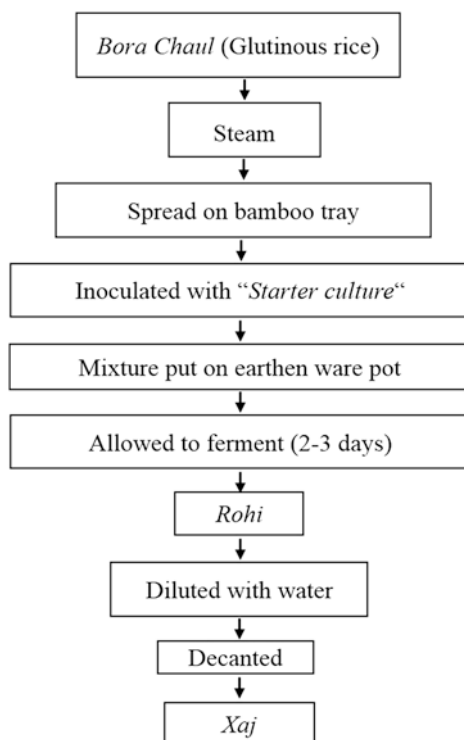 Bora Chaul (Glutinous rice)
Steam
Spread on bamboo tray
Inoculated with “Starter culture“
Mixture put on earthen ware pot
Allowed to ferment (2-3 days)
Rohi
Diluted with water
Decanted
Xaj